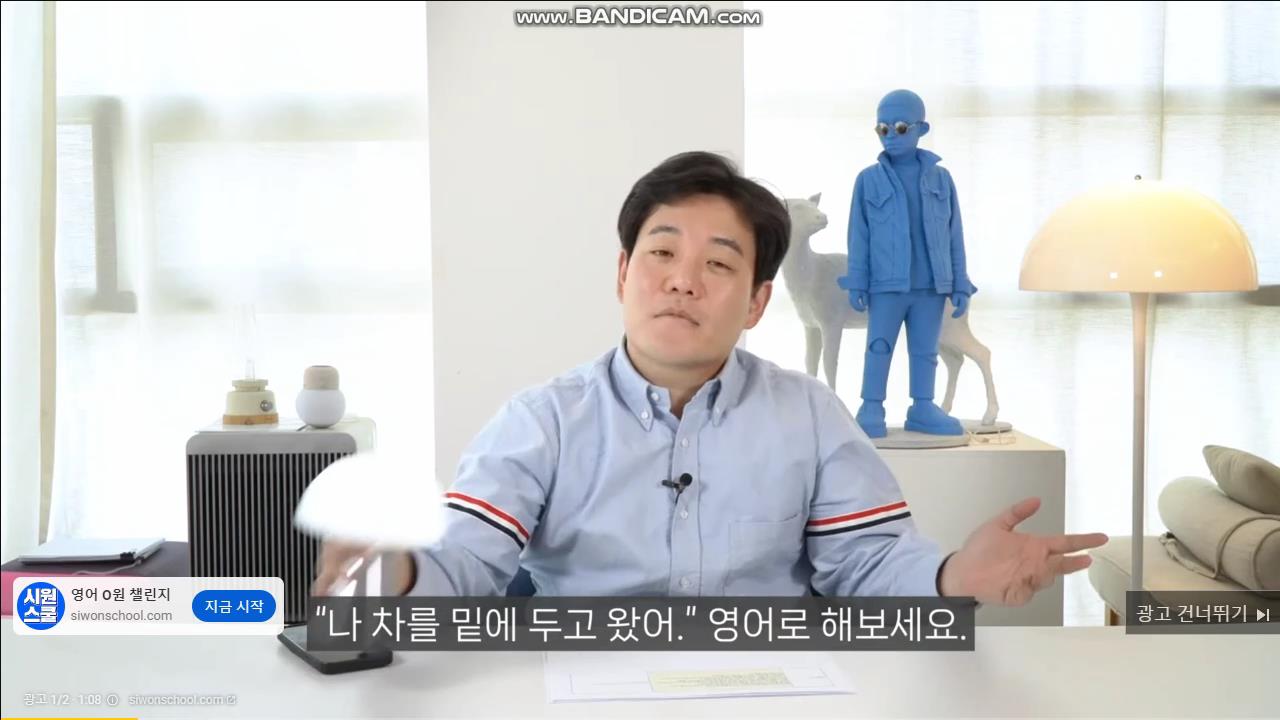 www.BANDICAM.com
시원
스쿨
영어 0원 챌린지
siwonschool.com
지금 시작
"나 차를 밑에 두고 왔어." 영어로 해보세요.
광고 건너뛰기
광고 1/2 · 1:08
siwonschool.com